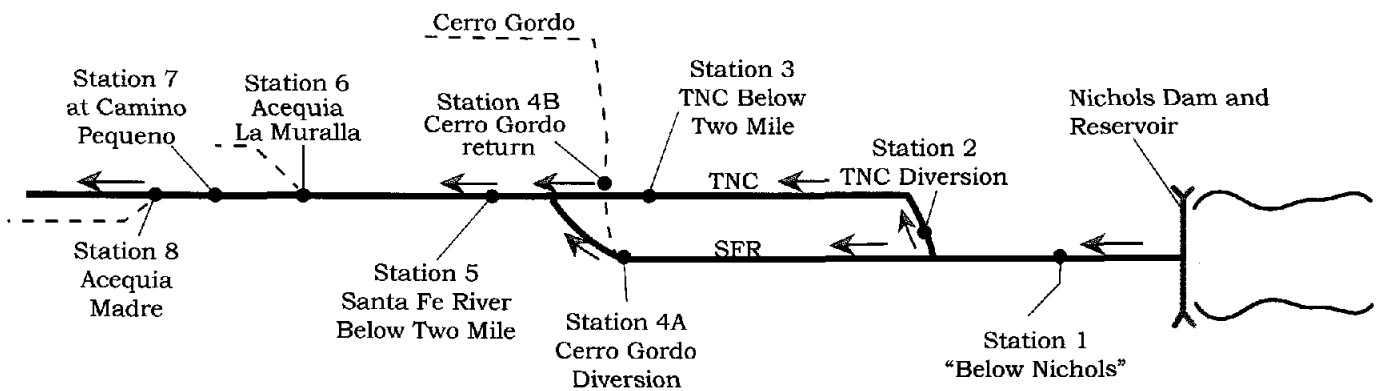 Cerro Gordo
Station 7
at Camino
Pequeno
Station 6
Acequia
La Muralla
Station 4B
Cerro Gordo
return
Station 3
TNC Below
Two Mile
Station 2
TNC Diversion
Nichols Dam and
Reservoir
TNC
SFR
Station 8
Acequia
Madre
Station 5
Santa Fe River
Below Two Mile
Station 4A
Cerro Gordo
Diversion
Station 1
“Below Nichols”